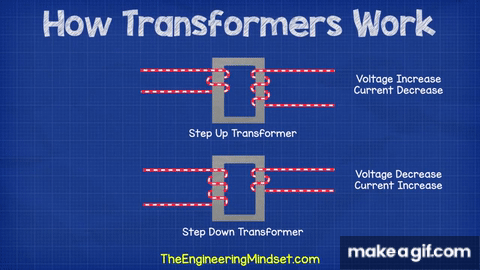 How Transformers Work
Voltage Increase
Current Decrease
Step Up Transformer
Voltage Decrease
Current Increase
Step Down Transformer
TheEngineeringMindset.com
makeagif.com